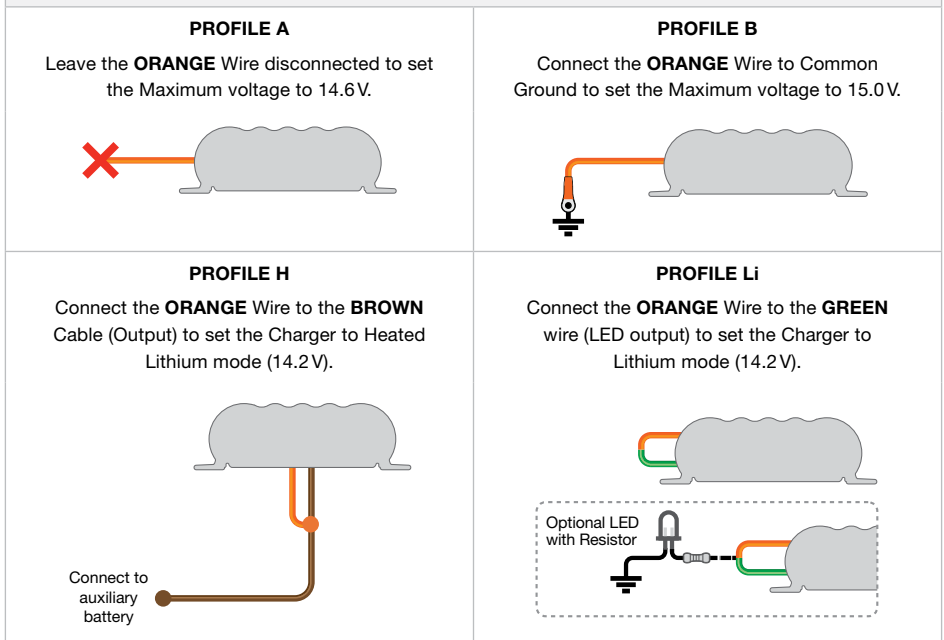 PROFILE A
Leave the ORANGE Wire disconnected to set
the Maximum voltage to 14.6 V.
PROFILE B
Connect the ORANGE Wire to Common
Ground to set the Maximum voltage to 15.0 V.
PROFILE H
Connect the ORANGE Wire to the BROWN
Cable (Output) to set the Charger to Heated
Lithium mode (14.2 V).
Connect to
auxiliary
battery
PROFILE Li
Connect the ORANGE Wire to the GREEN
wire (LED output) to set the Charger to
Lithium mode (14.2 V).
Optional LED
with Resistor